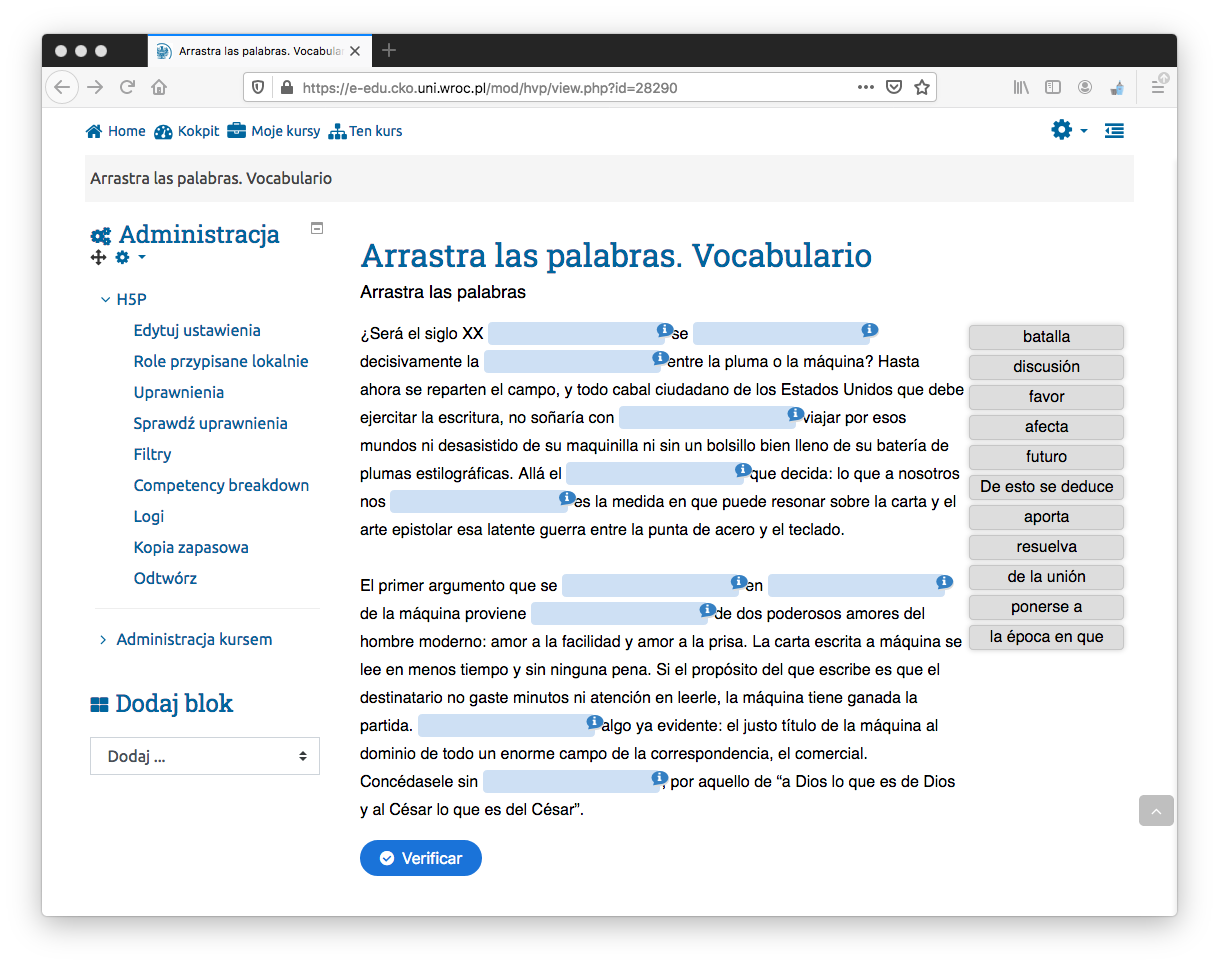 Arrastra las palabras. Vocabular
https://e-edu.cko.uni.wroc.pl/mod/hvp/view.php?id=28290
Home Kokpit Moje kursy Ten kurs
Arrastra las palabras. Vocabulario
Administracja
H5P
Edytuj ustawienia
Role przypisane lokalnie
Uprawnienia
Sprawdź uprawnienia
Filtry
Competency breakdown
Logi
Kopia zapasowa
Odtwórz
Administracja kursem
Dodaj blok
Dodaj ...
Arrastra las palabras. Vocabulario
Arrastra las palabras
¿Será el siglo XX se
decisivamente la entre la pluma o la máquina? Hasta
ahora se reparten el campo, y todo cabal ciudadano de los Estados Unidos que debe
ejercitar la escritura, no soñaría con viajar por esos
mundos ni desasistido de su maquinilla ni sin un bolsillo bien lleno de su batería de
plumas estilográficas. Allá el que decida: lo que a nosotros
nos es la medida en que puede resonar sobre la carta y el
arte epistolar esa latente guerra entre la punta de acero y el teclado.
El primer argumento que se en
de la máquina proviene de dos poderosos amores del
hombre moderno: amor a la facilidad y amor a la prisa. La carta escrita a máquina se
lee en menos tiempo y sin ninguna pena. Si el propósito del que escribe es que el
destinatario no gaste minutos ni atención en leerle, la máquina tiene ganada la
partida. algo ya evidente: el justo título de la máquina al
dominio de todo un enorme campo de la correspondencia, el comercial.
Concédasele sin , por aquello de “a Dios lo que es de Dios
y al César lo que es del César”.
batalla
discusión
favor
afecta
futuro
De esto se deduce
aporta
resuelva
de la unión
ponerse a
la época en que
Verificar